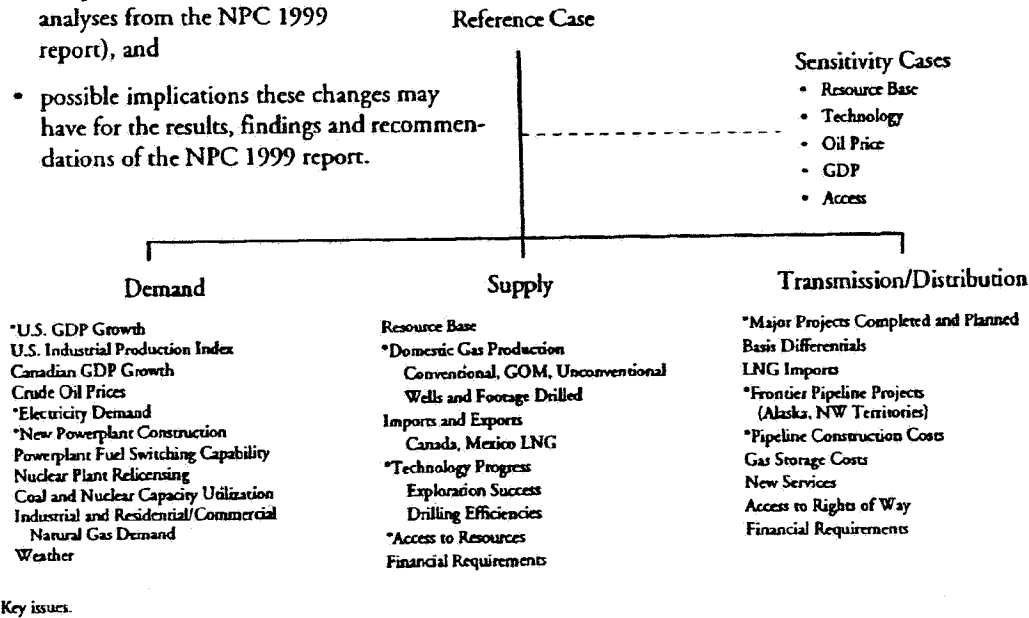 analyses from the NPC 1999
report), and
• possible implications these changes may
have for the results, findings and recommen-
dations of the NPC 1999 report.
Reference Case
Sensitivity Cases
• Resource Base
• Technology
• Oil Price
• GDP
• Access
Demand
*U.S. GDP Growth
U.S. Industrial Production Index
Canadian GDP Growth
Crude Oil Prices
*Electricity Demand
*New Powerplant Construction
Powerplant Fuel Switching Capability
Nuclear Plant Relicensing
Coal and Nuclear Capacity Utilization
Industrial and Residential/Commercial
Natural Gas Demand
Weather
Supply
Resource Base
*Domestic Gas Production
Conventional, GOM, Unconventional
Wells and Footage Drilled
Imports and Exports
Canada, Mexico LNG
*Technology Progress
Exploration Success
Drilling Efficiencies
*Access to Resources
Financial Requirements
Transmission/Distribution
*Major Projects Completed and Planned
Basis Differentials
LNG Imports
*Frontier Pipeline Projects
(Alaska, NW Territories)
*Pipeline Construction Costs
Gas Storage Costs
New Services
Access to Rights of Way
Financial Requirements
Key issues.